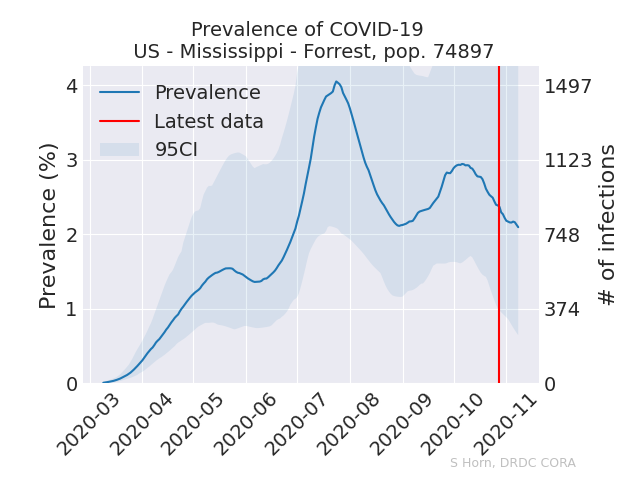 Prevalence of COVID-19
US - Mississippi - Forrest, pop. 74897
Prevalence (%)
4
3
2
1
0
Prevalence
Latest data
95CI
1497
1123
748
374
0
# of infections
2020-03
2020-04
2020-05
2020-06
2020-07
2020-08
2020-09
2020-10
2020-11
S Horn, DRDC CORA